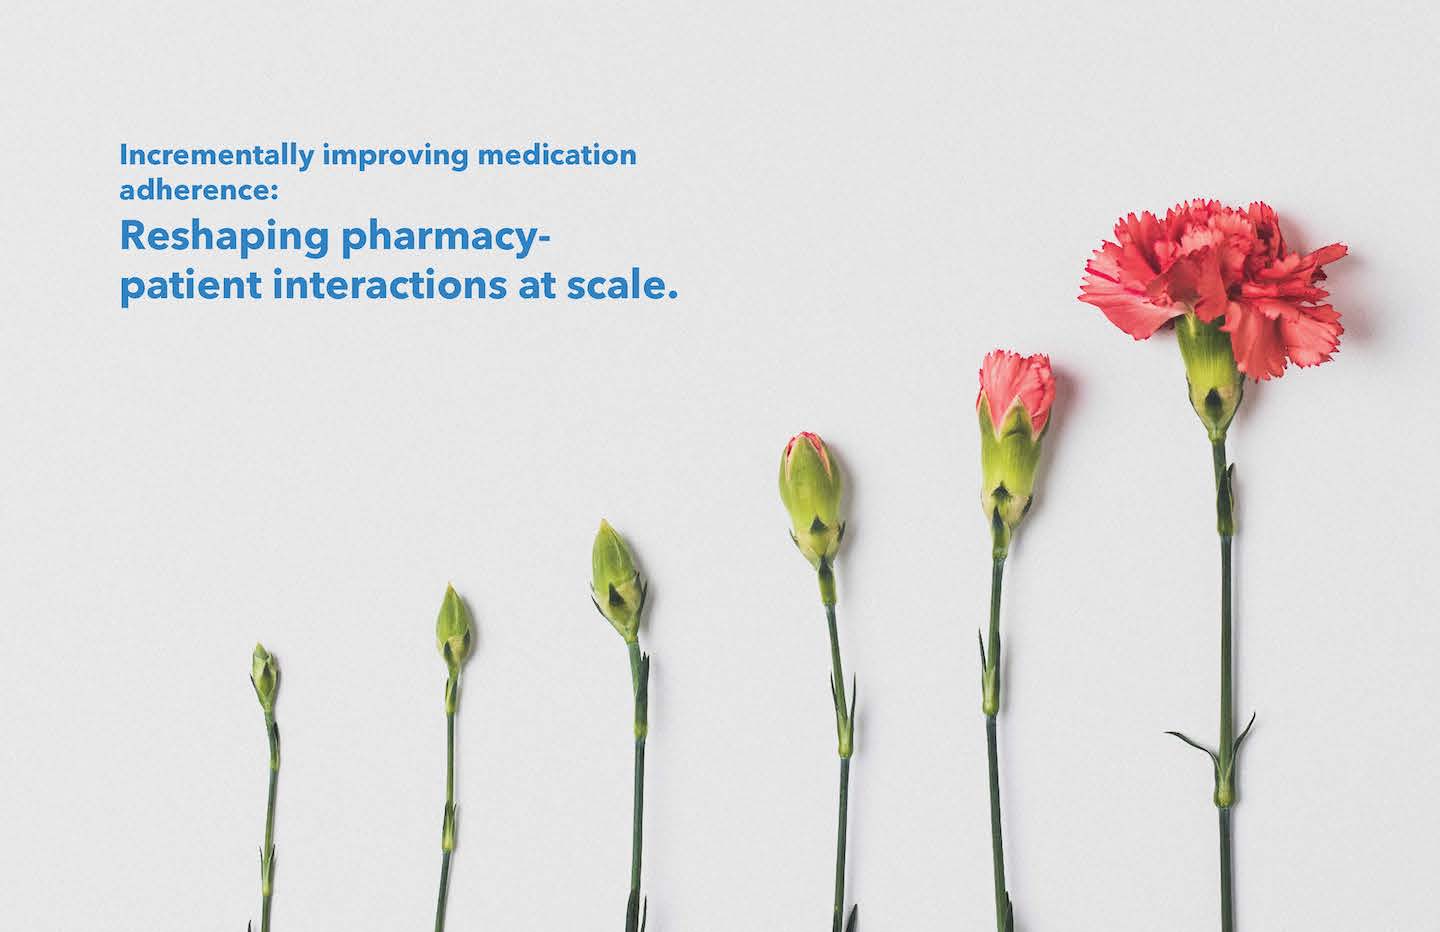 Incrementally improving medication
adherence:
Reshaping pharmacy-
patient interactions at scale.